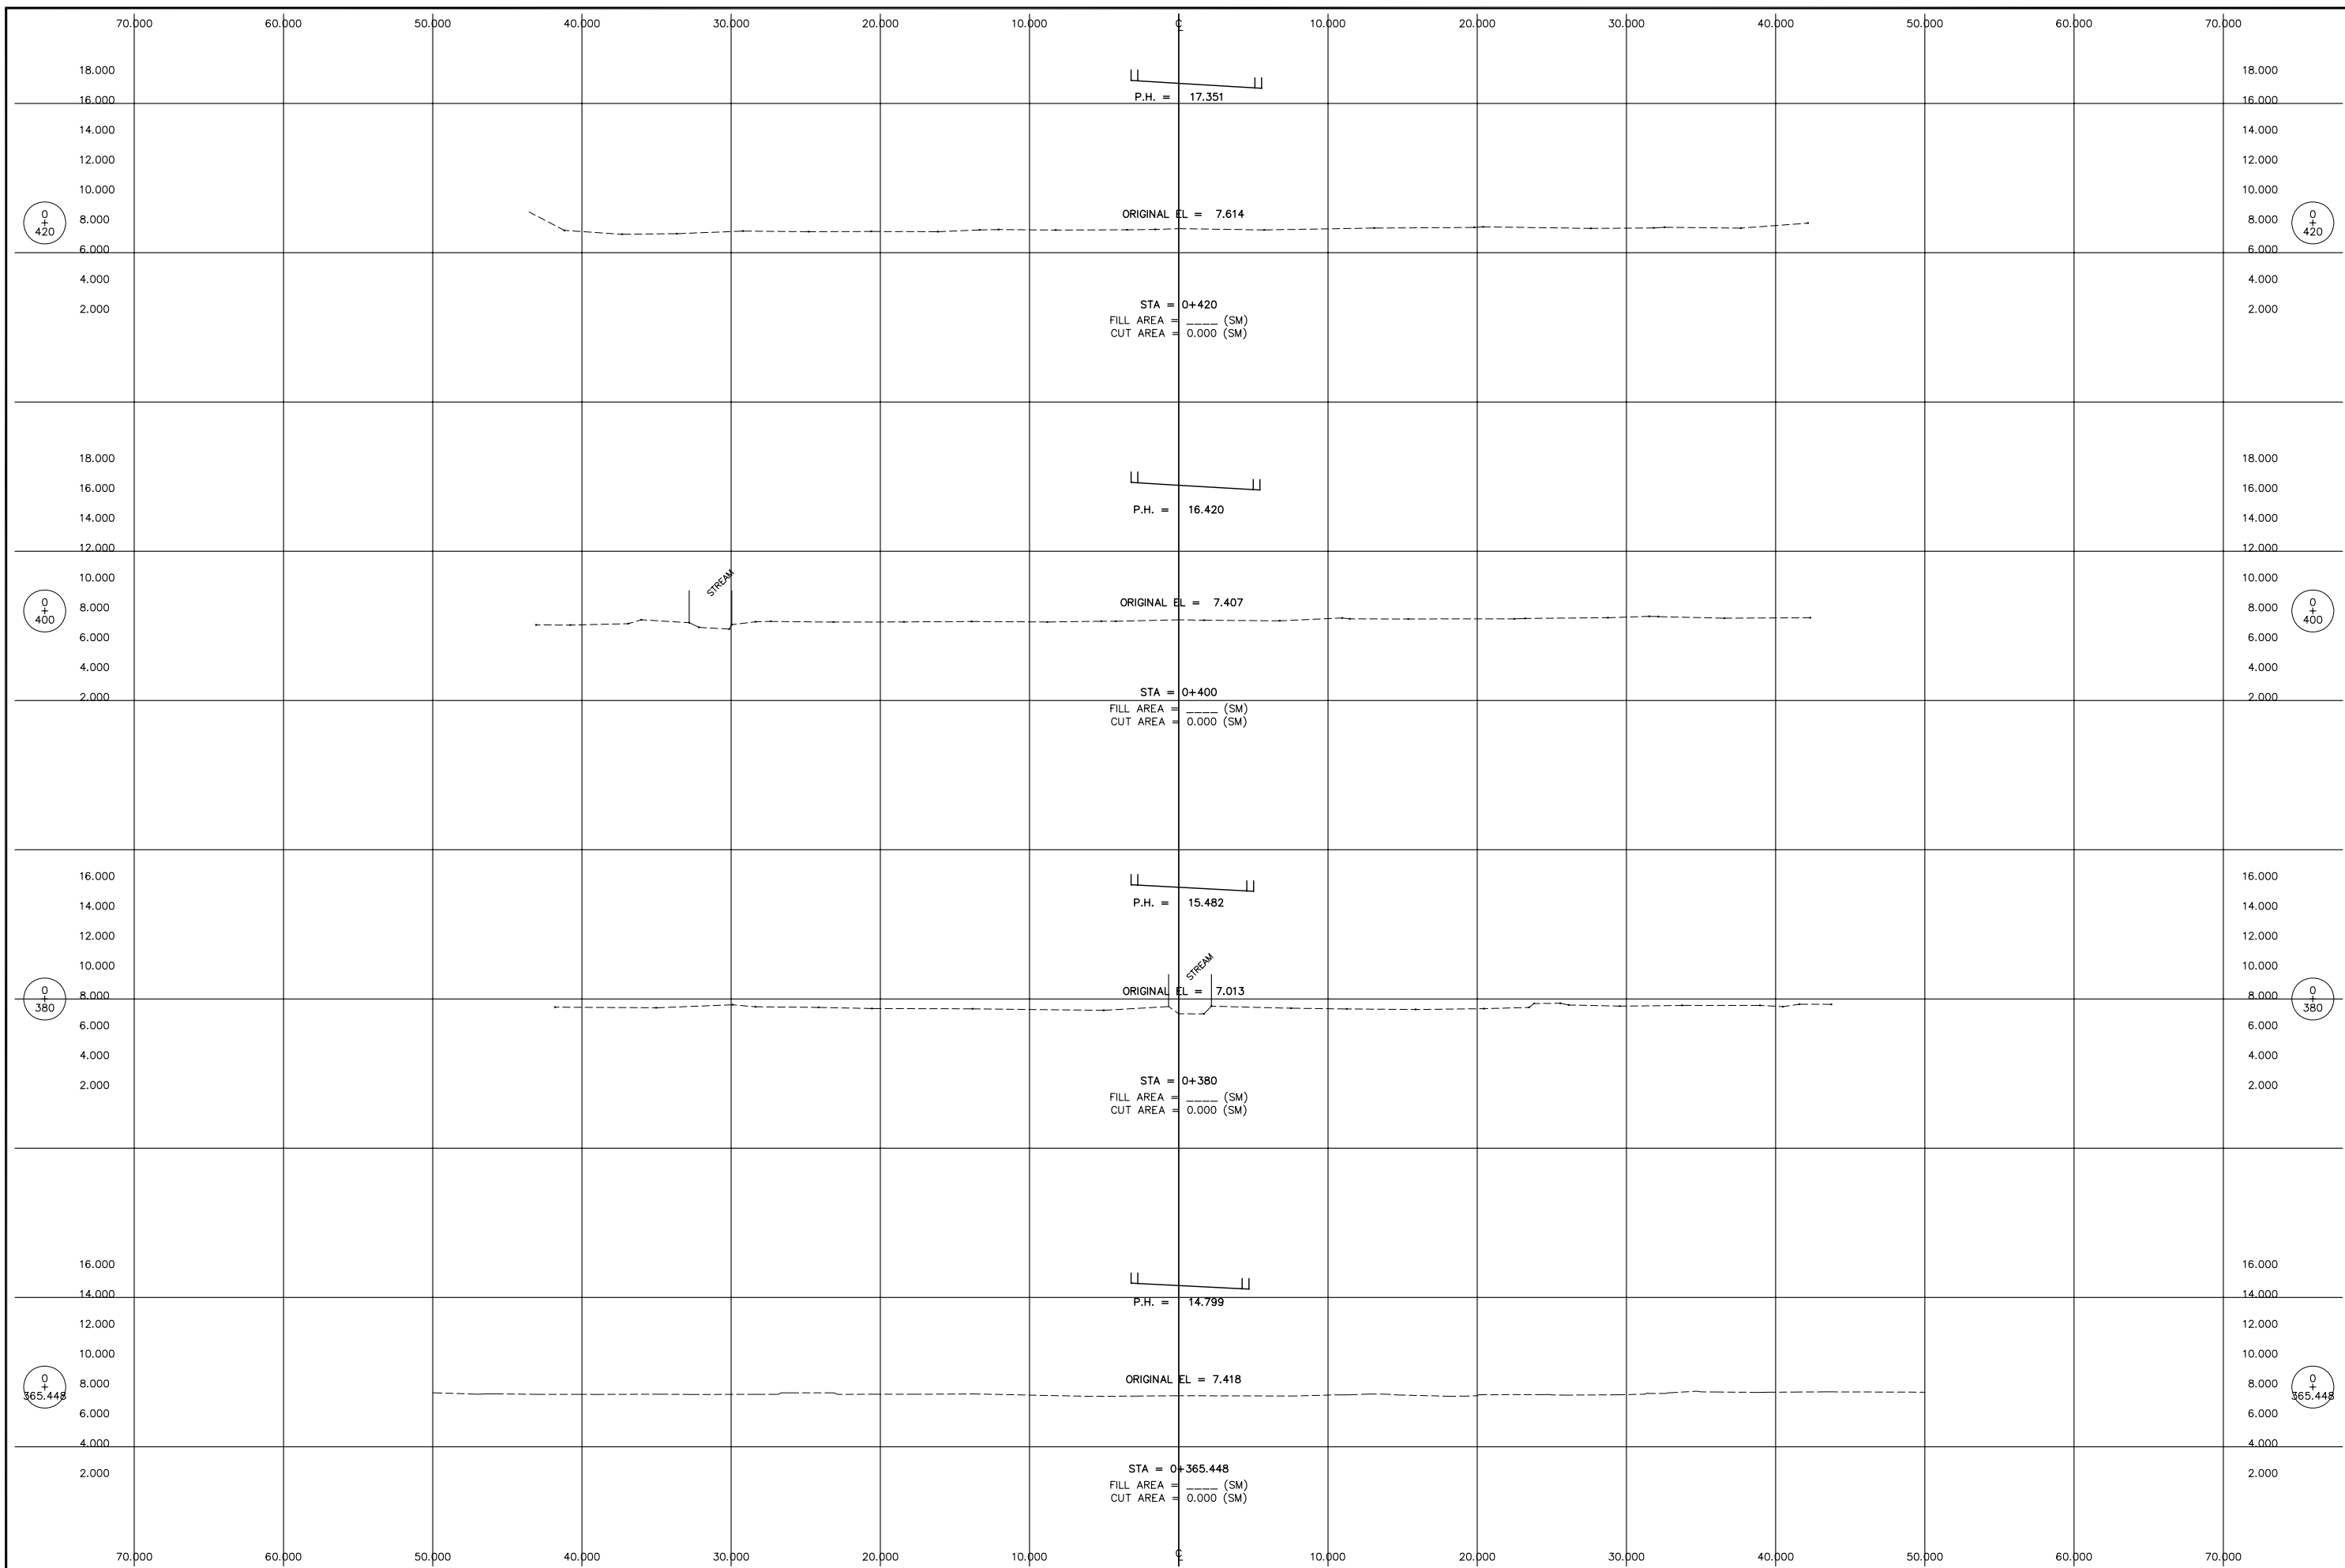 70.000 60.000 50.000 40.000 30.000 20.000 10.000 ℄ 10.000 20.000 30.000 40.000 50.000 60.000 70.000
18.000 18.000
P.H. = 17.351
16.000 16.000
14.000 14.000
12.000 12.000
10.000 10.000
ORIGINAL EL = 7.614
0 + 420 0 + 420
8.000 8.000
6.000 6.000
4.000 4.000
2.000 2.000
STA = 0+420
FILL AREA = ____ (SM)
CUT AREA = 0.000 (SM)
18.000 18.000
16.000 16.000
P.H. = 16.420
14.000 14.000
12.000 12.000
10.000 10.000
STREAM
ORIGINAL EL = 7.407
0 + 400 0 + 400
8.000 8.000
6.000 6.000
4.000 4.000
2.000 2.000
STA = 0+400
FILL AREA = ____ (SM)
CUT AREA = 0.000 (SM)
16.000 16.000
P.H. = 15.482
14.000 14.000
12.000 12.000
10.000 10.000
STREAM
ORIGINAL EL = 7.013
0 + 380 0 + 380
8.000 8.000
6.000 6.000
4.000 4.000
2.000 2.000
STA = 0+380
FILL AREA = ____ (SM)
CUT AREA = 0.000 (SM)
16.000 16.000
14.000 14.000
P.H. = 14.799
12.000 12.000
10.000 10.000
ORIGINAL EL = 7.418
0 + 365.448 0 + 365.448
8.000 8.000
6.000 6.000
4.000 4.000
2.000 2.000
STA = 0+365.448
FILL AREA = ____ (SM)
CUT AREA = 0.000 (SM)
70.000 60.000 50.000 40.000 30.000 20.000 10.000 ℄ 10.000 20.000 30.000 40.000 50.000 60.000 70.000